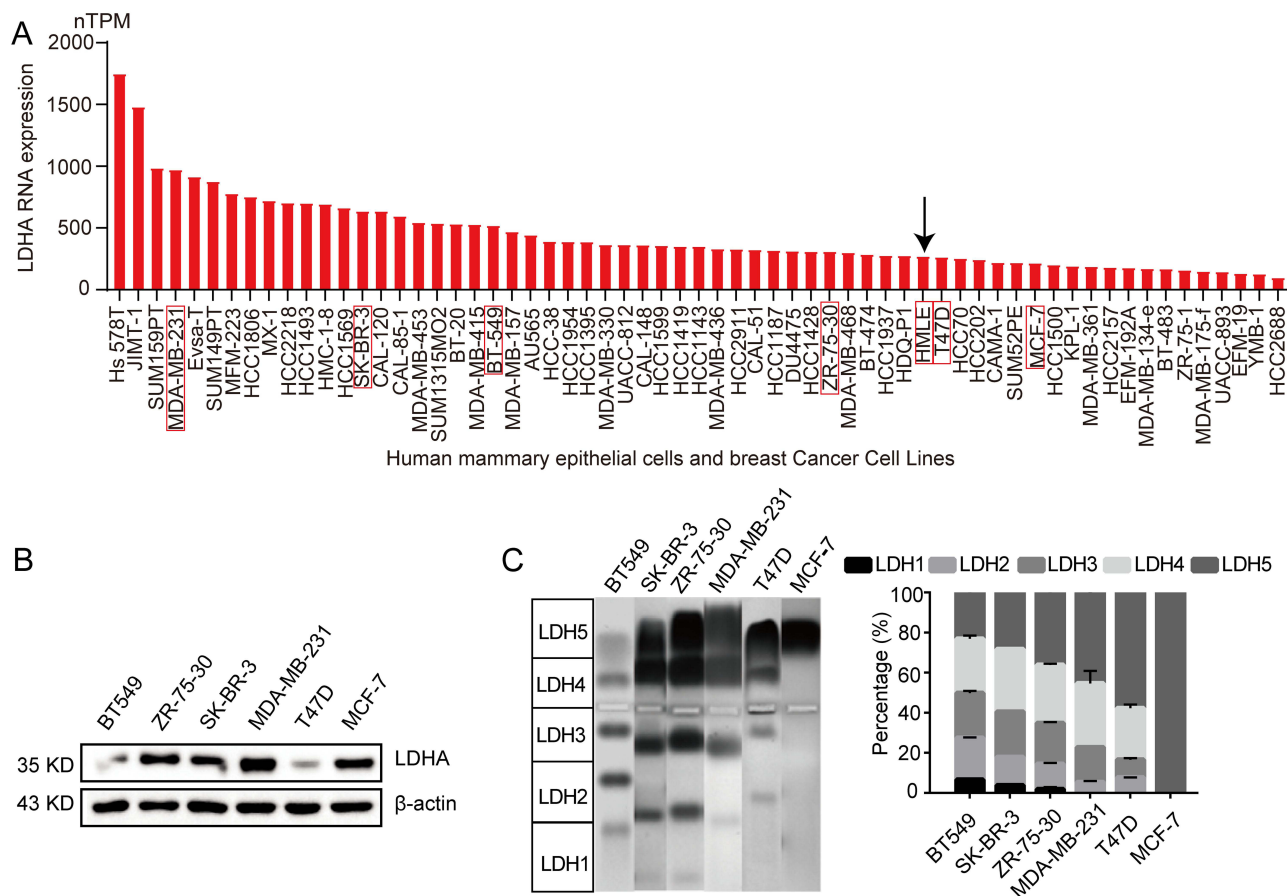 A
nTPM
LDHA RNA expression
2000
1500
1000
500
0
Hs 578T
JIMT-1
SUM159PT
MDA-MB-231
Evsa-T
SUM149PT
MFM-223
HCC1806
MX-1
HCC2218
HCC1493
HMC-1-8
HCC1569
SK-BR-3
CAL-120
CAL-85-1
MDA-MB-453
SUM1315MO2
BT-20
MDA-MB-415
BT-549
MDA-MB-157
AU565
HCC-38
HCC1954
HCC1395
MDA-MB-330
UACC-812
CAL-148
HCC1599
HCC1419
HCC1143
MDA-MB-436
HCC2911
CAL-51
HCC1187
DU4475
HCC1428
ZR-75-30
MDA-MB-468
BT-474
HCC1937
HDQ-P1
HMLET
T47D
HCC70
HCC202
CAMA-1
SUM52PE
MCF-7
HCC1500
KPL-1
MDA-MB-361
HCC2157
EFM-192A
MDA-MB-134-e
BT-483
ZR-75-1
MDA-MB-175-f
UACC-893
EFM-19
YMB-1
HCC2688
Human mammary epithelial cells and breast Cancer Cell Lines
B
BT549
ZR-75-30
SK-BR-3
MDA-MB-231
T47D
MCF-7
35 KD
LDHA
43 KD
β-actin
C
BT549
SK-BR-3
ZR-75-30
MDA-MB-231
T47D
MCF-7
LDH5
LDH4
LDH3
LDH2
LDH1
LDH1 LDH2 LDH3 LDH4 LDH5
Percentage (%)
100
80
60
40
20
0
BT549
SK-BR-3
ZR-75-30
MDA-MB-231
T47D
MCF-7